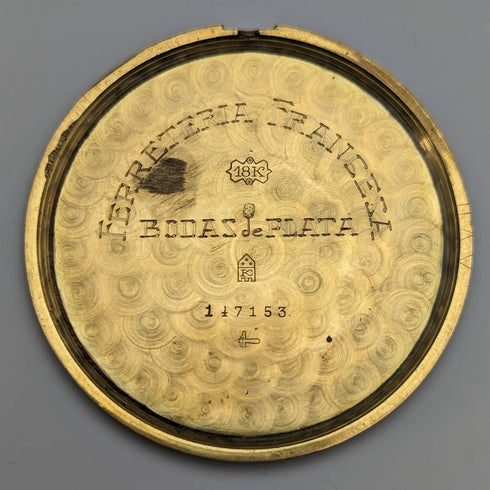 FERRETERIA FRANCESA
18K
BODAS de PLATA
147153